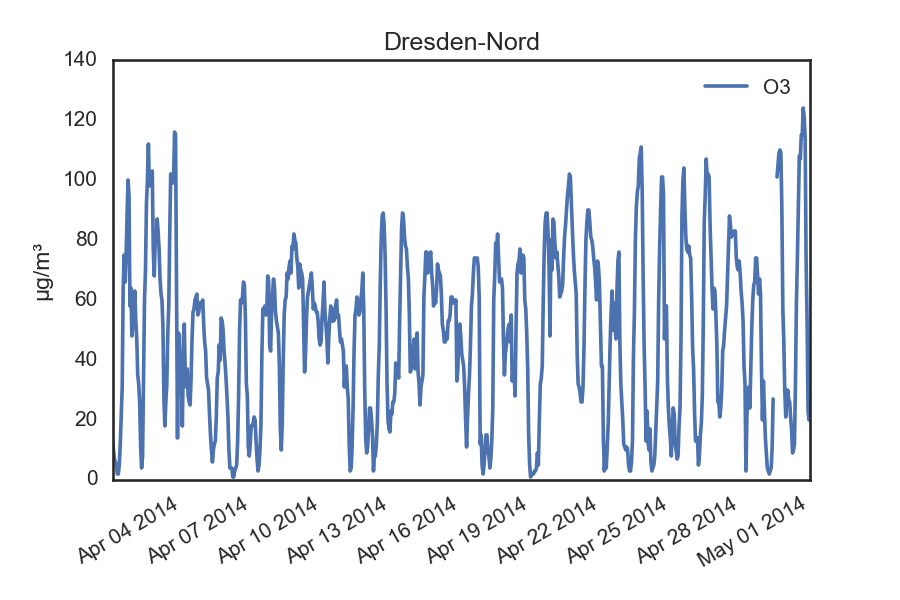 Dresden-Nord
O3
µg/m³
140
120
100
80
60
40
20
0
Apr 04 2014
Apr 07 2014
Apr 10 2014
Apr 13 2014
Apr 16 2014
Apr 19 2014
Apr 22 2014
Apr 25 2014
Apr 28 2014
May 01 2014